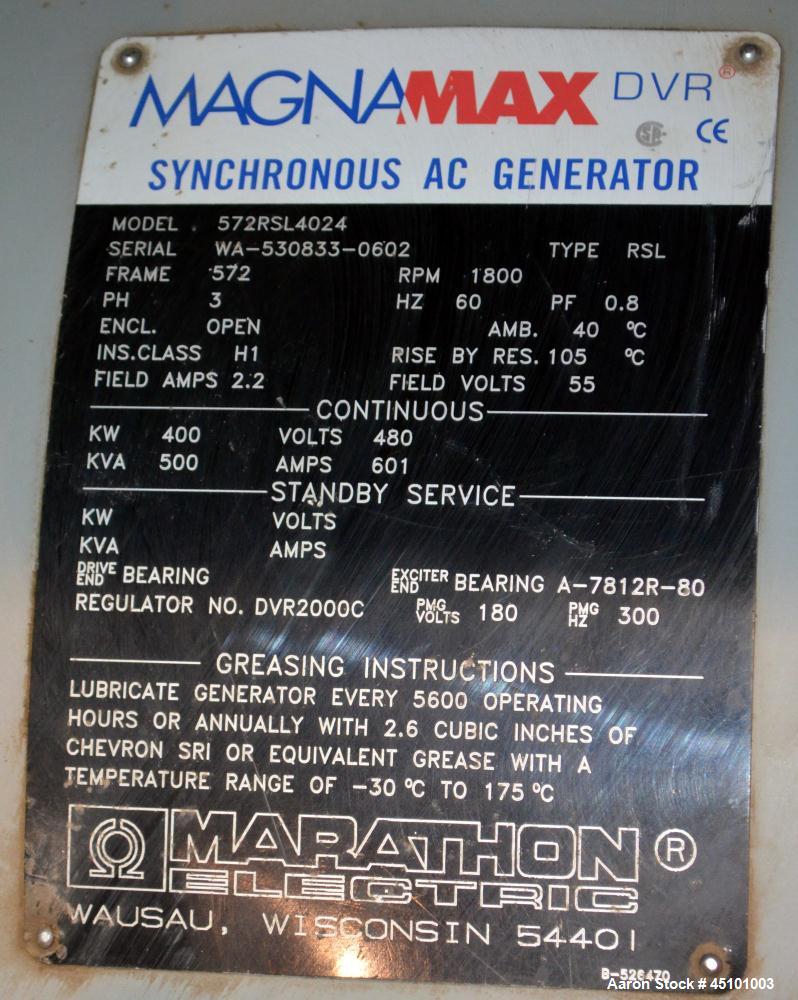 MAGNAMAX DVR®
CE
SYNCHRONOUS AC GENERATOR
MODEL 572RSL4024
SERIAL WA-530833-0602 TYPE RSL
FRAME 572 RPM 1800
PH 3 HZ 60 PF 0.8
ENCL. OPEN AMB. 40 °C
INS.CLASS H1 RISE BY RES. 105 °C
FIELD AMPS 2.2 FIELD VOLTS 55
CONTINUOUS
KW 400 VOLTS 480
KVA 500 AMPS 601
STANDBY SERVICE
KW VOLTS
KVA AMPS
DRIVE END BEARING EXCITER END BEARING A-7812R-80
REGULATOR NO. DVR2000C PMG VOLTS 180 PMG HZ 300
GREASING INSTRUCTIONS
LUBRICATE GENERATOR EVERY 5600 OPERATING
HOURS OR ANNUALLY WITH 2.6 CUBIC INCHES OF
CHEVRON SRI OR EQUIVALENT GREASE WITH A
TEMPERATURE RANGE OF -30 °C TO 175 °C
MARATHON ®
ELECTRIC
WAUSAU, WISCONSIN 54401
B-526470
Aaron Stock # 45101003